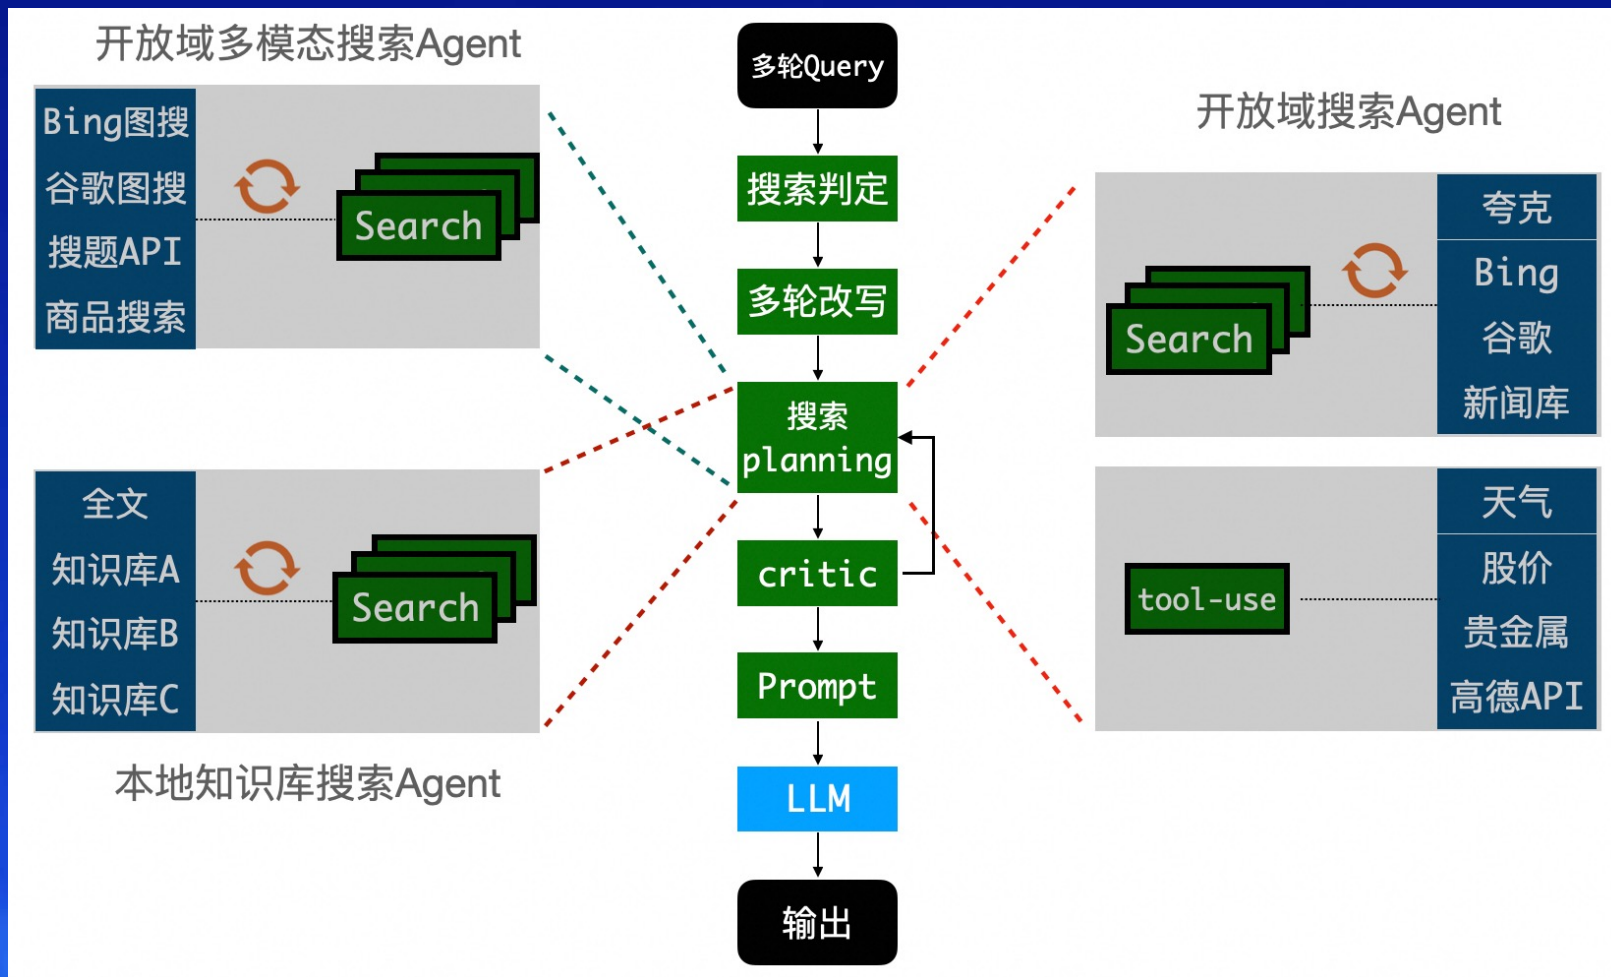 开放域多模态搜索Agent
Bing图搜
谷歌图搜
搜题API
商品搜索
Search
全文
知识库A
知识库B
知识库C
Search
本地知识库搜索Agent
多轮Query
搜索判定
多轮改写
搜索
planning
critic
Prompt
LLM
输出
开放域搜索Agent
Search
夸克
Bing
谷歌
新闻库
tool-use
天气
股价
贵金属
高德API